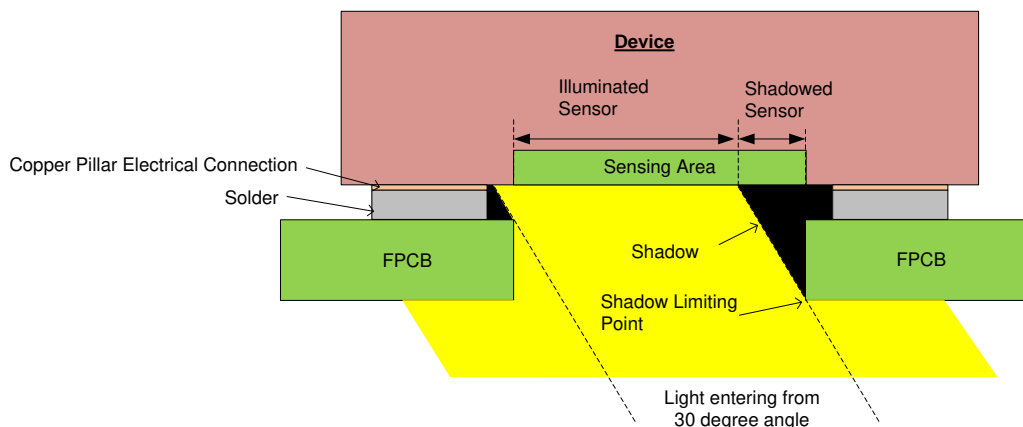 Device
Illuminated
Sensor
Shadowed
Sensor
Copper Pillar Electrical Connection
Sensing Area
Solder
FPCB
Shadow
FPCB
Shadow Limiting
Point
Light entering from
30 degree angle